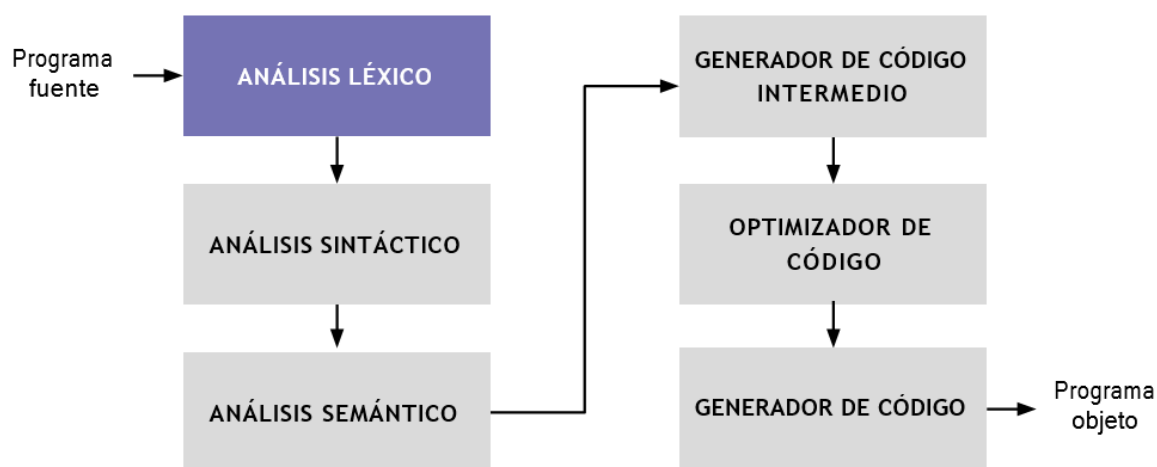 Programa
fuente
ANÁLISIS LÉXICO
ANÁLISIS SINTÁCTICO
ANÁLISIS SEMÁNTICO
GENERADOR DE CÓDIGO
INTERMEDIO
OPTIMIZADOR DE
CÓDIGO
GENERADOR DE CÓDIGO
Programa
objeto